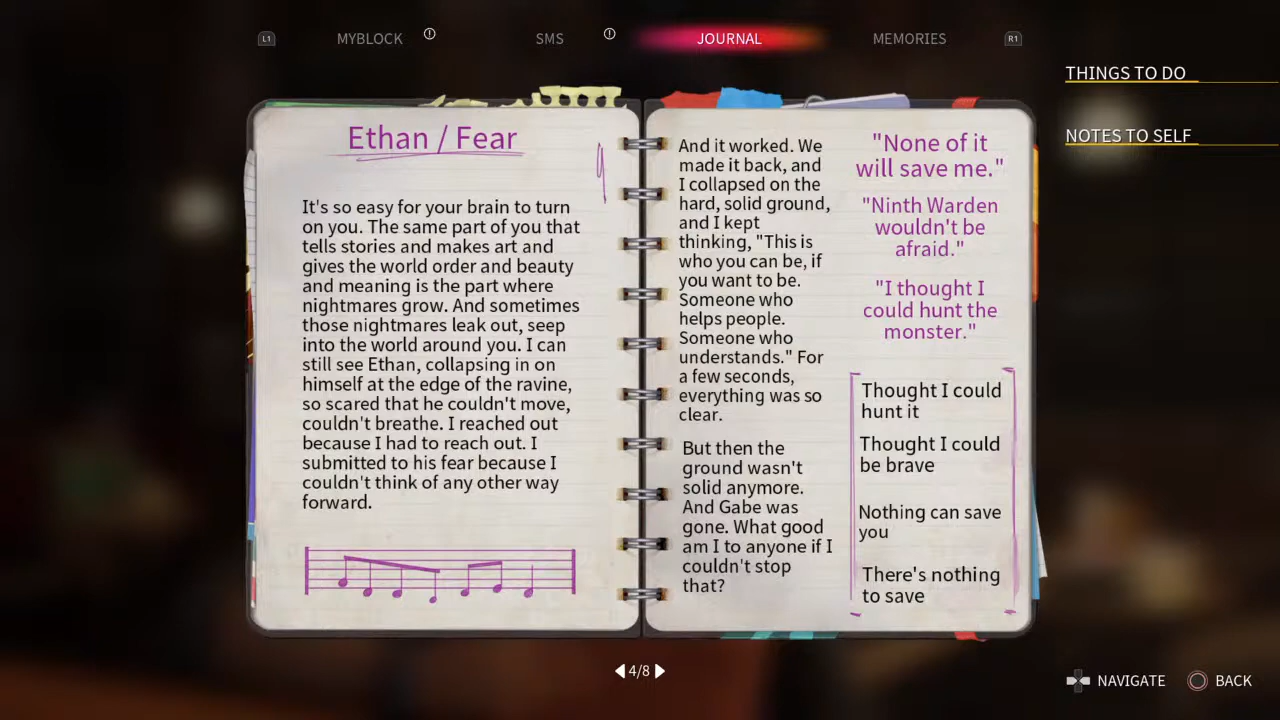 L1
MYBLOCK
SMS
JOURNAL
MEMORIES
R1
THINGS TO DO
NOTES TO SELF
Ethan / Fear
It's so easy for your brain to turn
on you. The same part of you that
tells stories and makes art and
gives the world order and beauty
and meaning is the part where
nightmares grow. And sometimes
those nightmares leak out, seep
into the world around you. I can
still see Ethan, collapsing in on
himself at the edge of the ravine,
so scared that he couldn't move,
couldn't breathe. I reached out
because I had to reach out. I
submitted to his fear because I
couldn't think of any other way
forward.
And it worked. We
made it back, and
I collapsed on the
hard, solid ground,
and I kept
thinking, "This is
who you can be, if
you want to be.
Someone who
helps people.
Someone who
understands." For
a few seconds,
everything was so
clear.
But then the
ground wasn't
solid anymore.
And Gabe was
gone. What good
am I to anyone if I
couldn't stop
that?
"None of it
will save me."
"Ninth Warden
wouldn't be
afraid."
"I thought I
could hunt the
monster."
Thought I could
hunt it
Thought I could
be brave
Nothing can save
you
There's nothing
to save
4/8
NAVIGATE
BACK